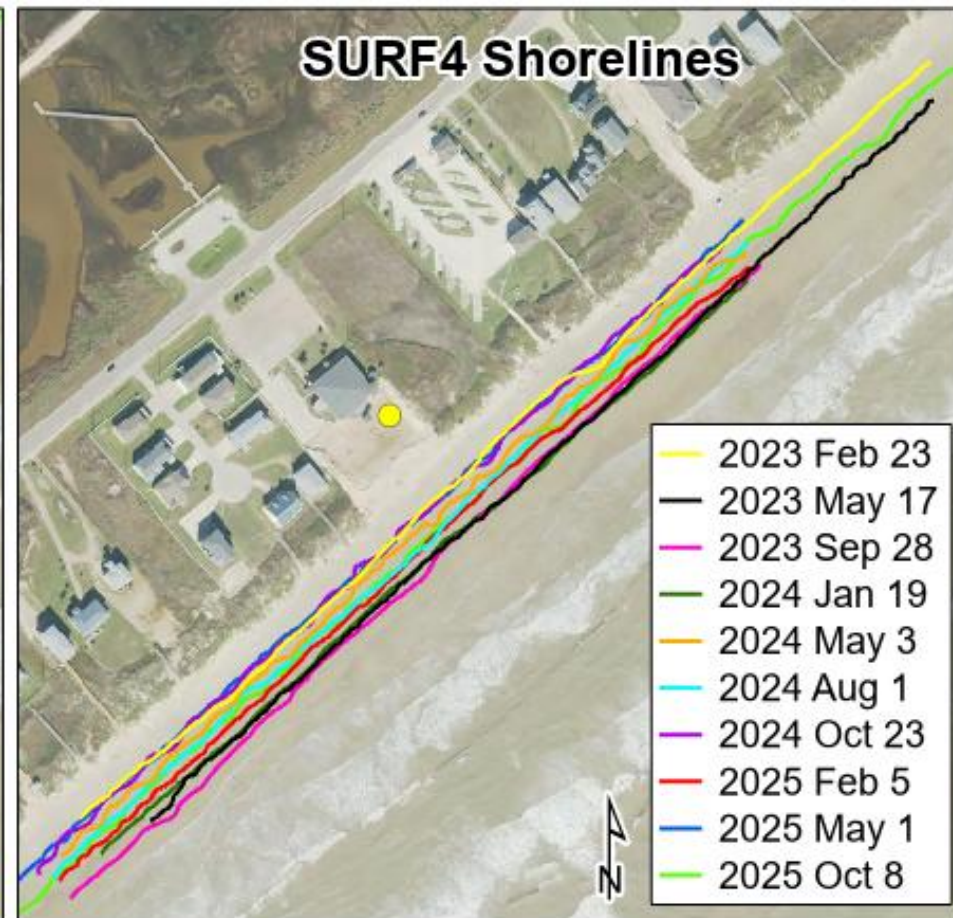 SURF4 Shorelines
2023 Feb 23
2023 May 17
2023 Sep 28
2024 Jan 19
2024 May 3
2024 Aug 1
2024 Oct 23
2025 Feb 5
2025 May 1
2025 Oct 8
N